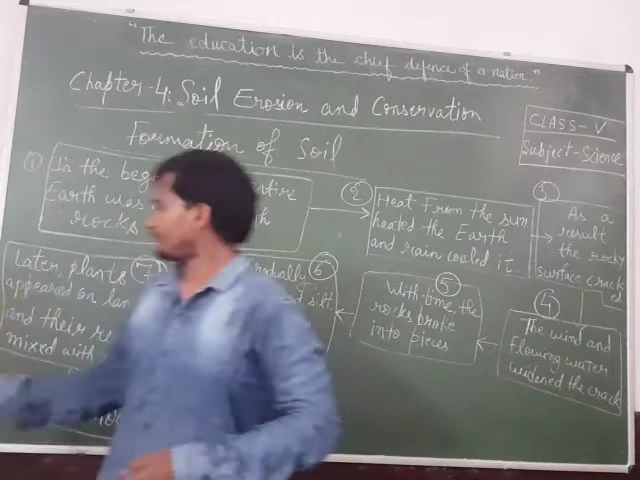 "The education is the chief defence of a nation"
Chapter-4: Soil Erosion and Conservation
CLASS-V
Subject-Science
Formation of Soil
① In the entire
Earth was
rocks
②
Heat from the sun
heated the Earth
and rain cooled it
③
As a
result
the rocky
surface cracked
④
The wind and
flowing water
widened the crack
⑤
With time, the
rocks broke
into pieces
⑥
silt,
⑦
Later, plants
appeared on
and their
mixed with